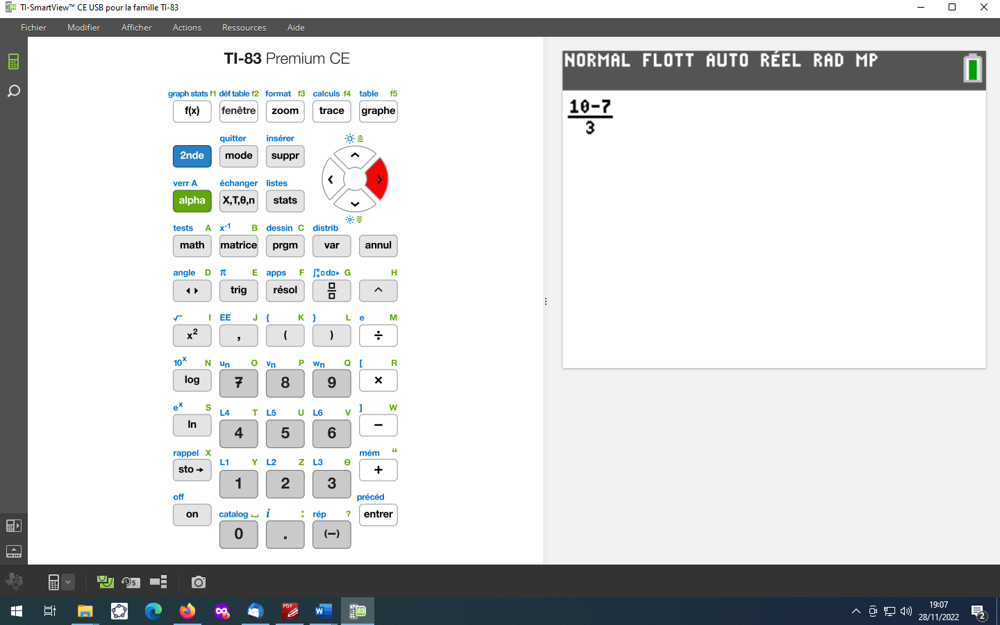 TI-SmartView™ CE USB pour la famille TI-83
Fichier Modifier Afficher Actions Ressources Aide
TI-83 Premium CE
graph stats f1 déf table f2 format f3 calculs f4 table f5
f(x) fenêtre zoom trace graphe
quitter insérer
2nde mode suppr
verr A échanger listes
alpha X,T,θ,n stats
tests A x-1 B dessin C distrib
math matrice prgm var annul
angle D π E apps F ∫□□d□▸ G H
trig résol □/□ ^
√ I EE J { K } L e M
x² , ( ) ÷
10x N un O vn P wn Q [ R
log 7 8 9 ×
ex S L4 T L5 U L6 V ] W
ln 4 5 6 −
rappel X L1 Y L2 Z L3 θ mém “
sto→ 1 2 3 +
off catalog ⎵ i : rép ? précéd
on 0 . (−) entrer
NORMAL FLOTT AUTO RÉEL RAD MP
10-7
3
5
PDF
W
83
19:07
28/11/2022
2